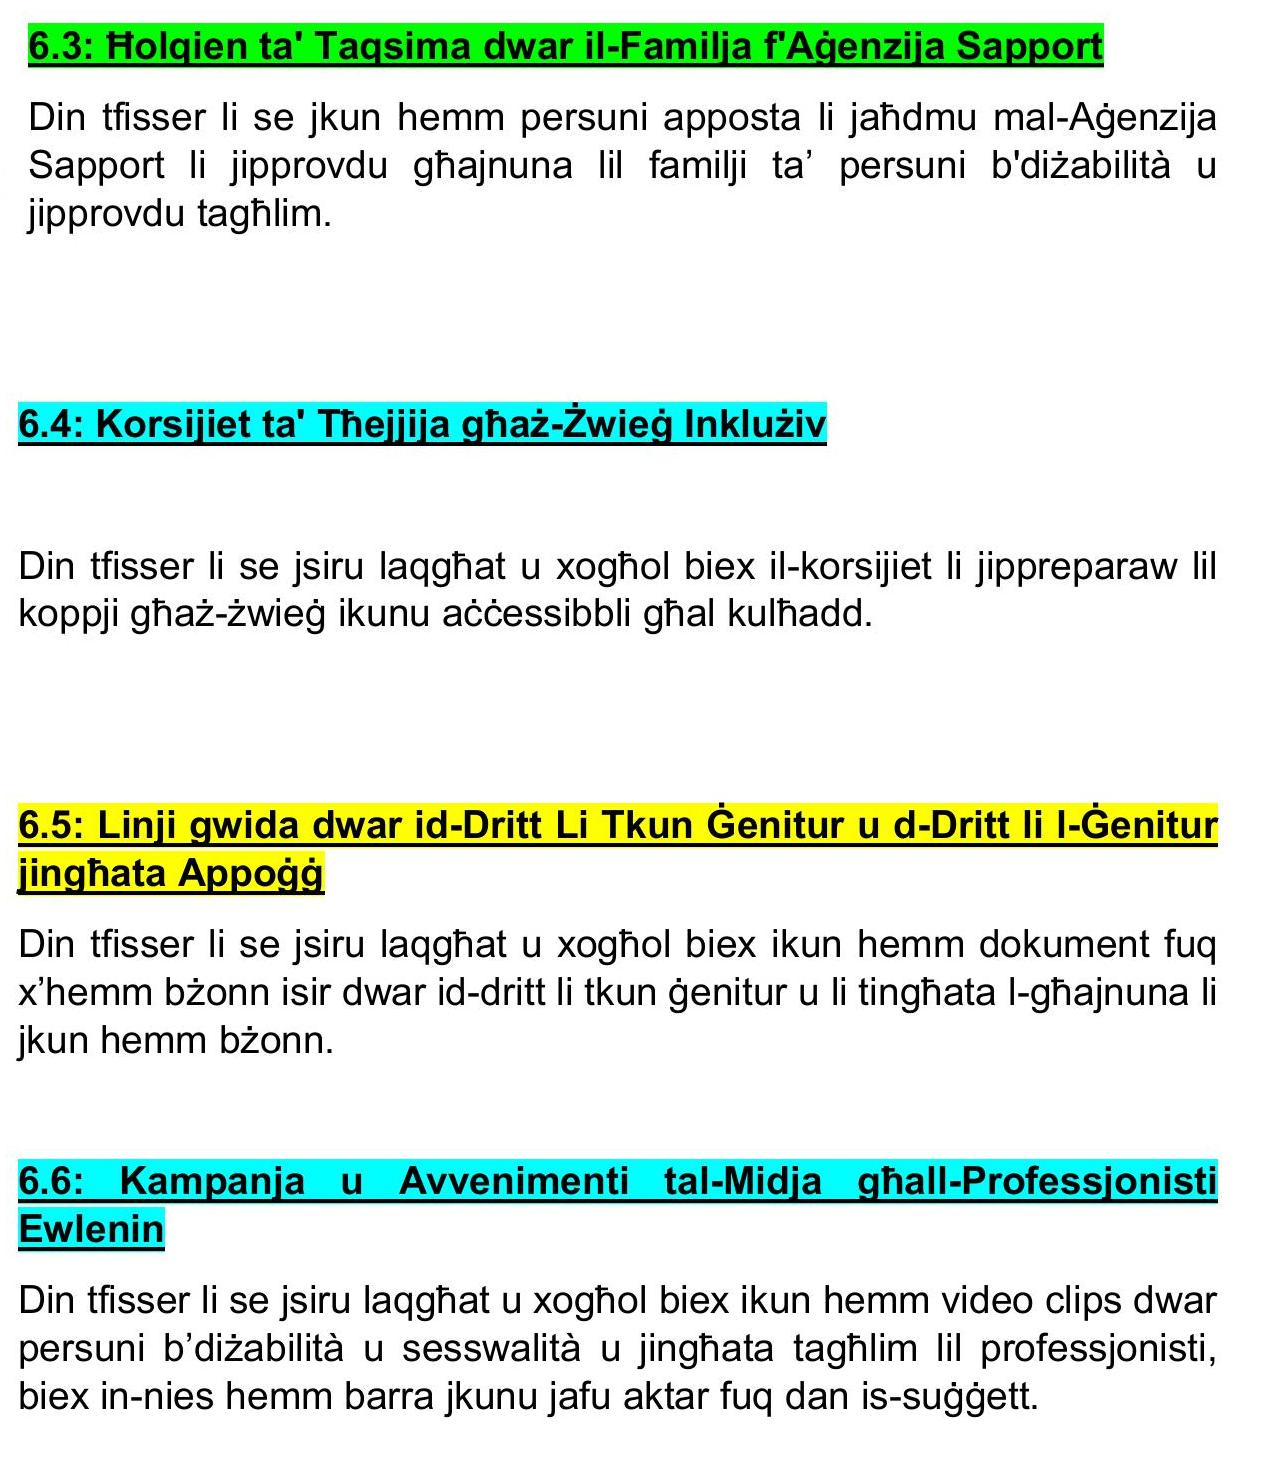 6.3: Ħolqien ta' Taqsima dwar il-Familja f'Aġenzija Sapport
Din tfisser li se jkun hemm persuni apposta li jaħdmu mal-Aġenzija
Sapport li jipprovdu għajnuna lil familji ta’ persuni b'diżabilità u
jipprovdu tagħlim.
6.4: Korsijiet ta' Tħejjija għaż-Żwieġ Inklużiv
Din tfisser li se jsiru laqgħat u xogħol biex il-korsijiet li jippreparaw lil
koppji għaż-żwieġ ikunu aċċessibbli għal kulħadd.
6.5: Linji gwida dwar id-Dritt Li Tkun Ġenitur u d-Dritt li l-Ġenitur
jingħata Appoġġ
Din tfisser li se jsiru laqgħat u xogħol biex ikun hemm dokument fuq
x’hemm bżonn isir dwar id-dritt li tkun ġenitur u li tingħata l-għajnuna li
jkun hemm bżonn.
6.6: Kampanja u Avvenimenti tal-Midja għall-Professjonisti
Ewlenin
Din tfisser li se jsiru laqgħat u xogħol biex ikun hemm video clips dwar
persuni b’diżabilità u sesswalità u jingħata tagħlim lil professjonisti,
biex in-nies hemm barra jkunu jafu aktar fuq dan is-suġġett.